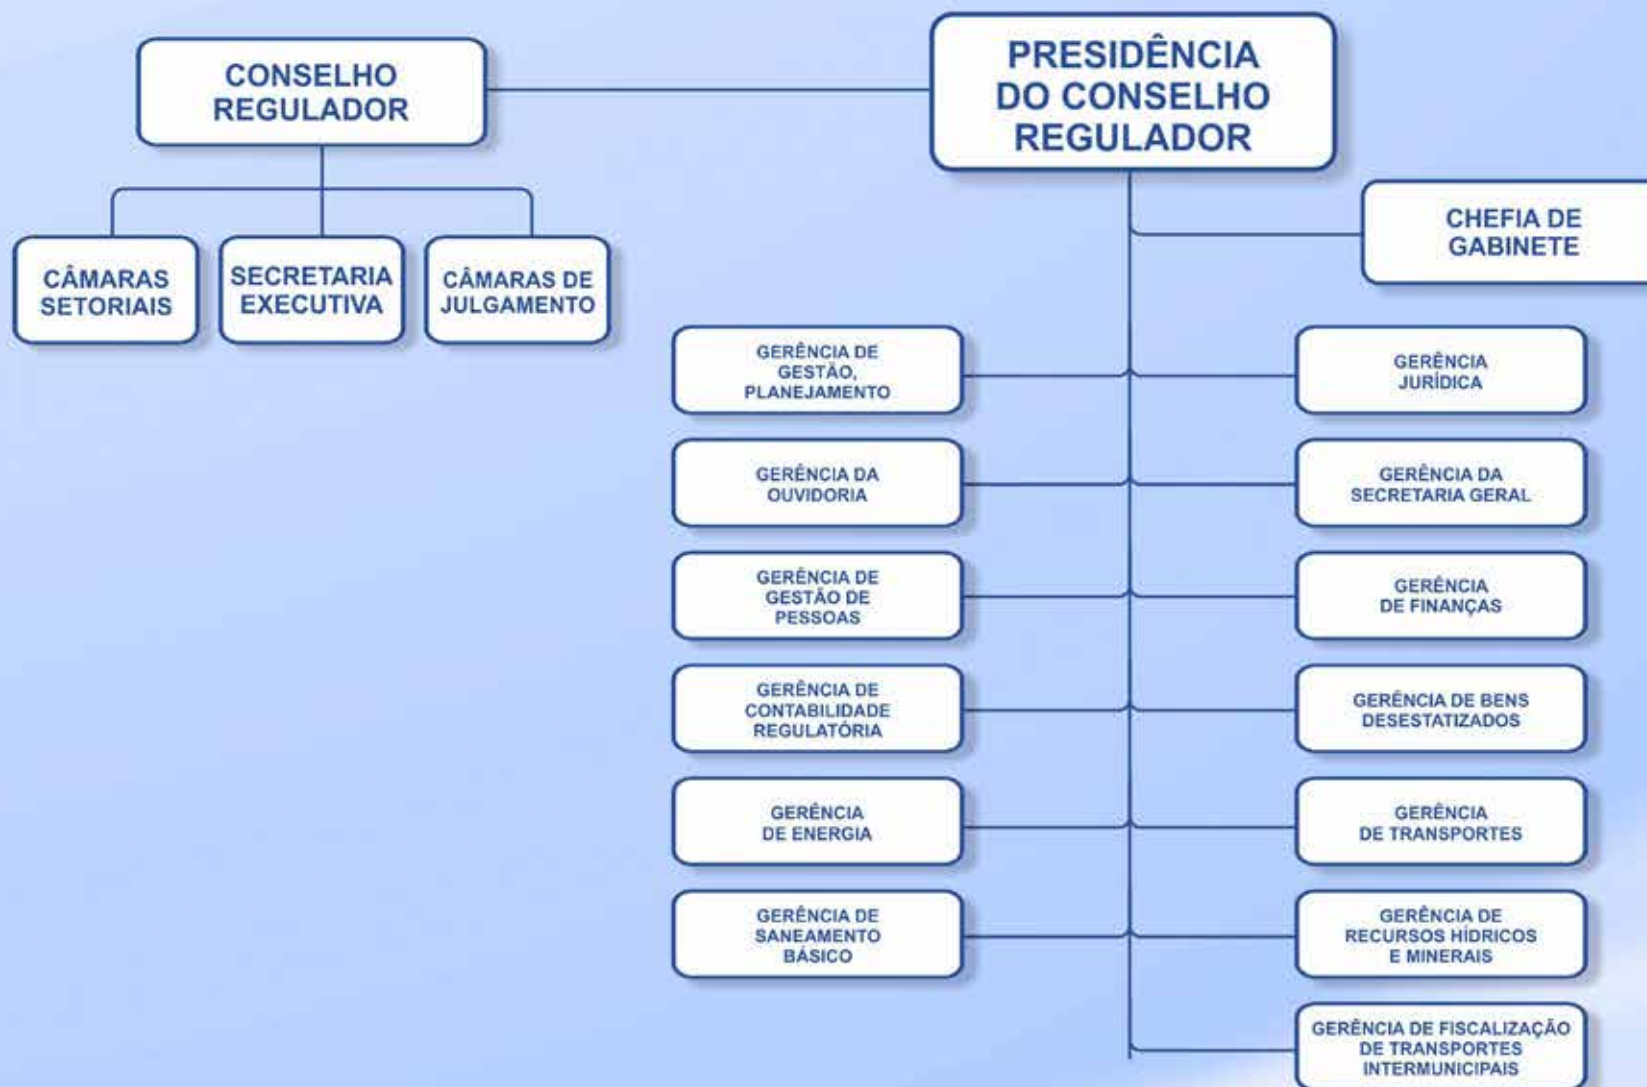 CONSELHO
REGULADOR
PRESIDÊNCIA
DO CONSELHO
REGULADOR
CHEFIA DE
GABINETE
CÂMARAS
SETORIAIS
SECRETARIA
EXECUTIVA
CÂMARAS DE
JULGAMENTO
GERÊNCIA DE
GESTÃO,
PLANEJAMENTO
GERÊNCIA
JURÍDICA
GERÊNCIA DA
OUVIDORIA
GERÊNCIA DA
SECRETARIA GERAL
GERÊNCIA DE
GESTÃO DE
PESSOAS
GERÊNCIA
DE FINANÇAS
GERÊNCIA DE
CONTABILIDADE
REGULATÓRIA
GERÊNCIA DE BENS
DESESTATIZADOS
GERÊNCIA
DE ENERGIA
GERÊNCIA
DE TRANSPORTES
GERÊNCIA DE
SANEAMENTO
BÁSICO
GERÊNCIA DE
RECURSOS HÍDRICOS
E MINERAIS
GERÊNCIA DE FISCALIZAÇÃO
DE TRANSPORTES
INTERMUNICIPAIS